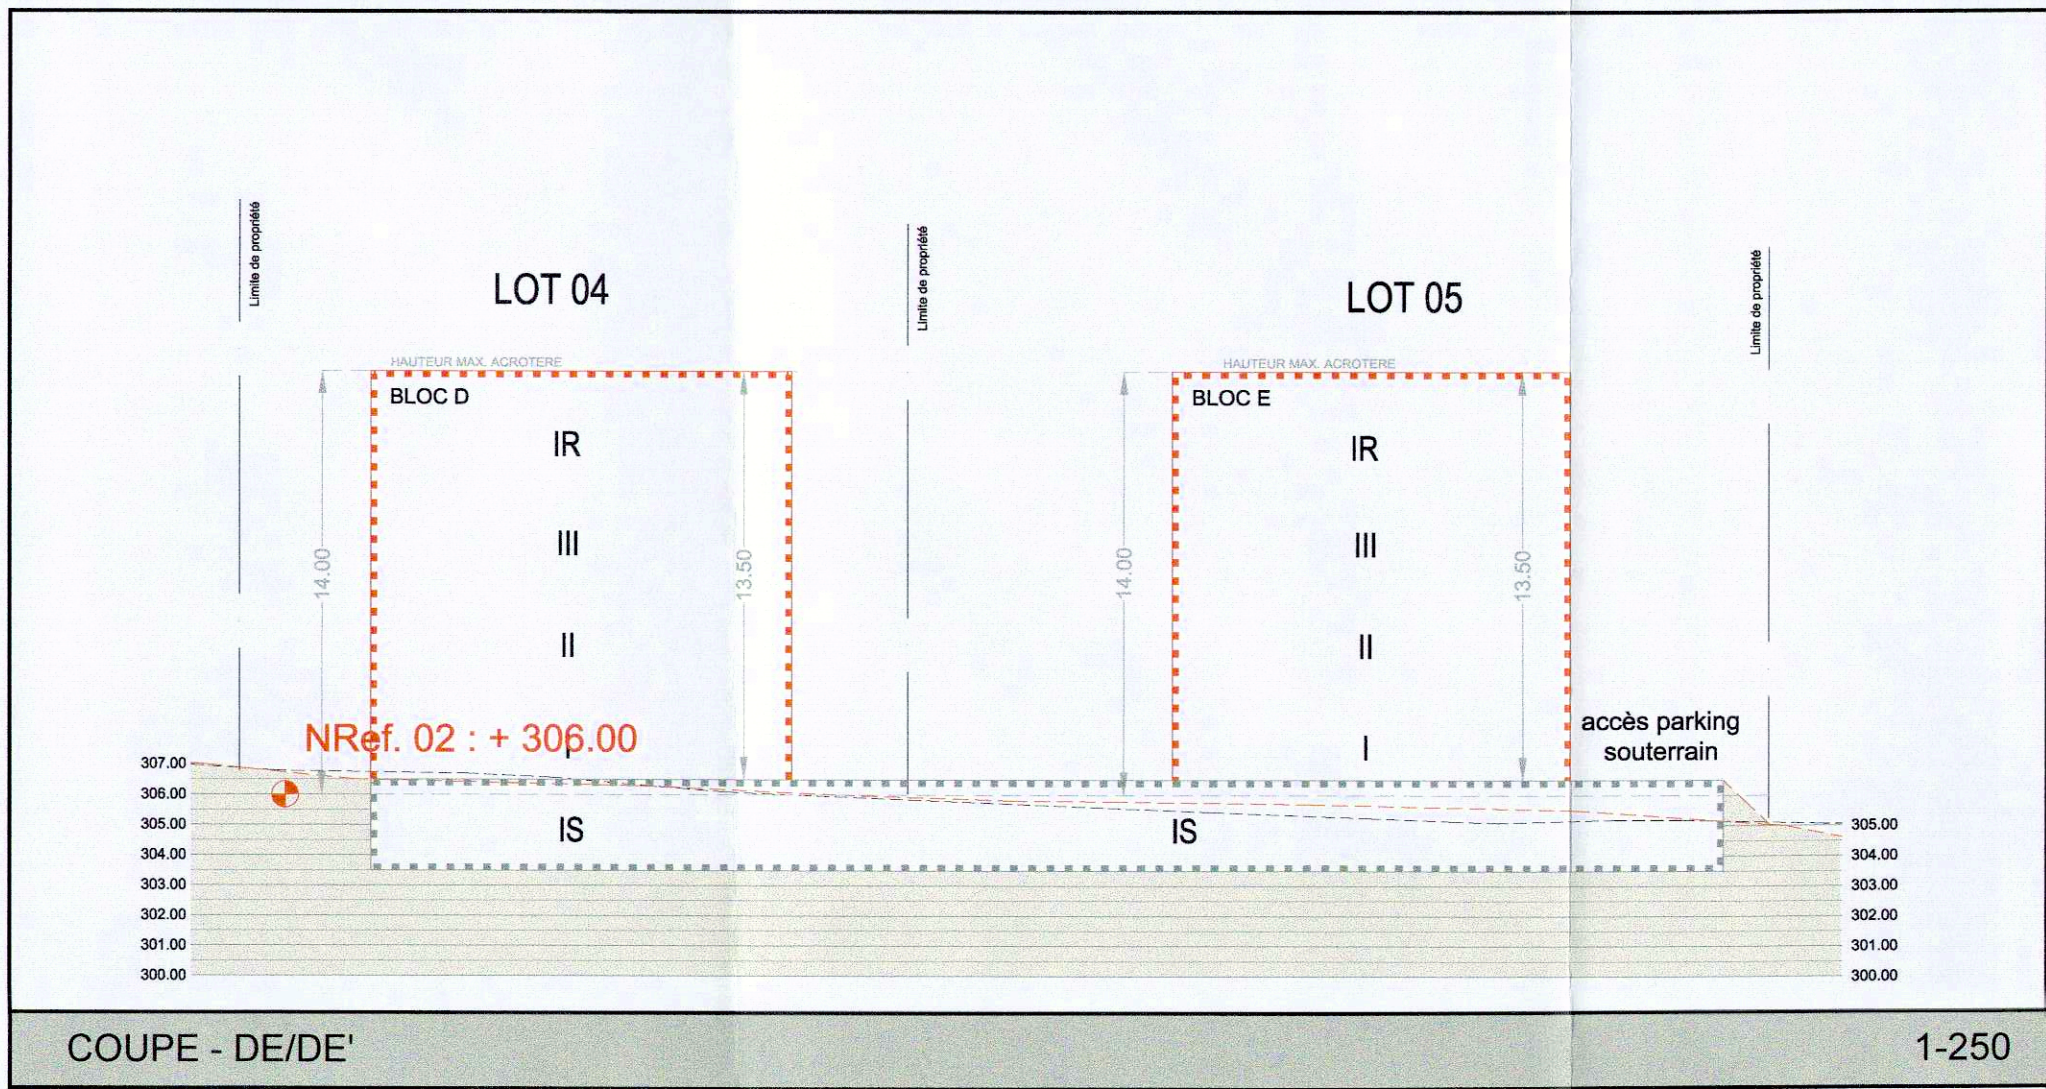 Limite de propriété
Limite de propriété
Limite de propriété
LOT 04
LOT 05
HAUTEUR MAX. ACROTERE
HAUTEUR MAX. ACROTERE
BLOC D
BLOC E
IR
IR
III
III
14.00
13.50
14.00
13.50
II
II
NRef. 02 : + 306.00
I
I
accès parking
souterrain
IS
IS
307.00
306.00
305.00
304.00
303.00
302.00
301.00
300.00
305.00
304.00
303.00
302.00
301.00
300.00
COUPE - DE/DE'
1-250